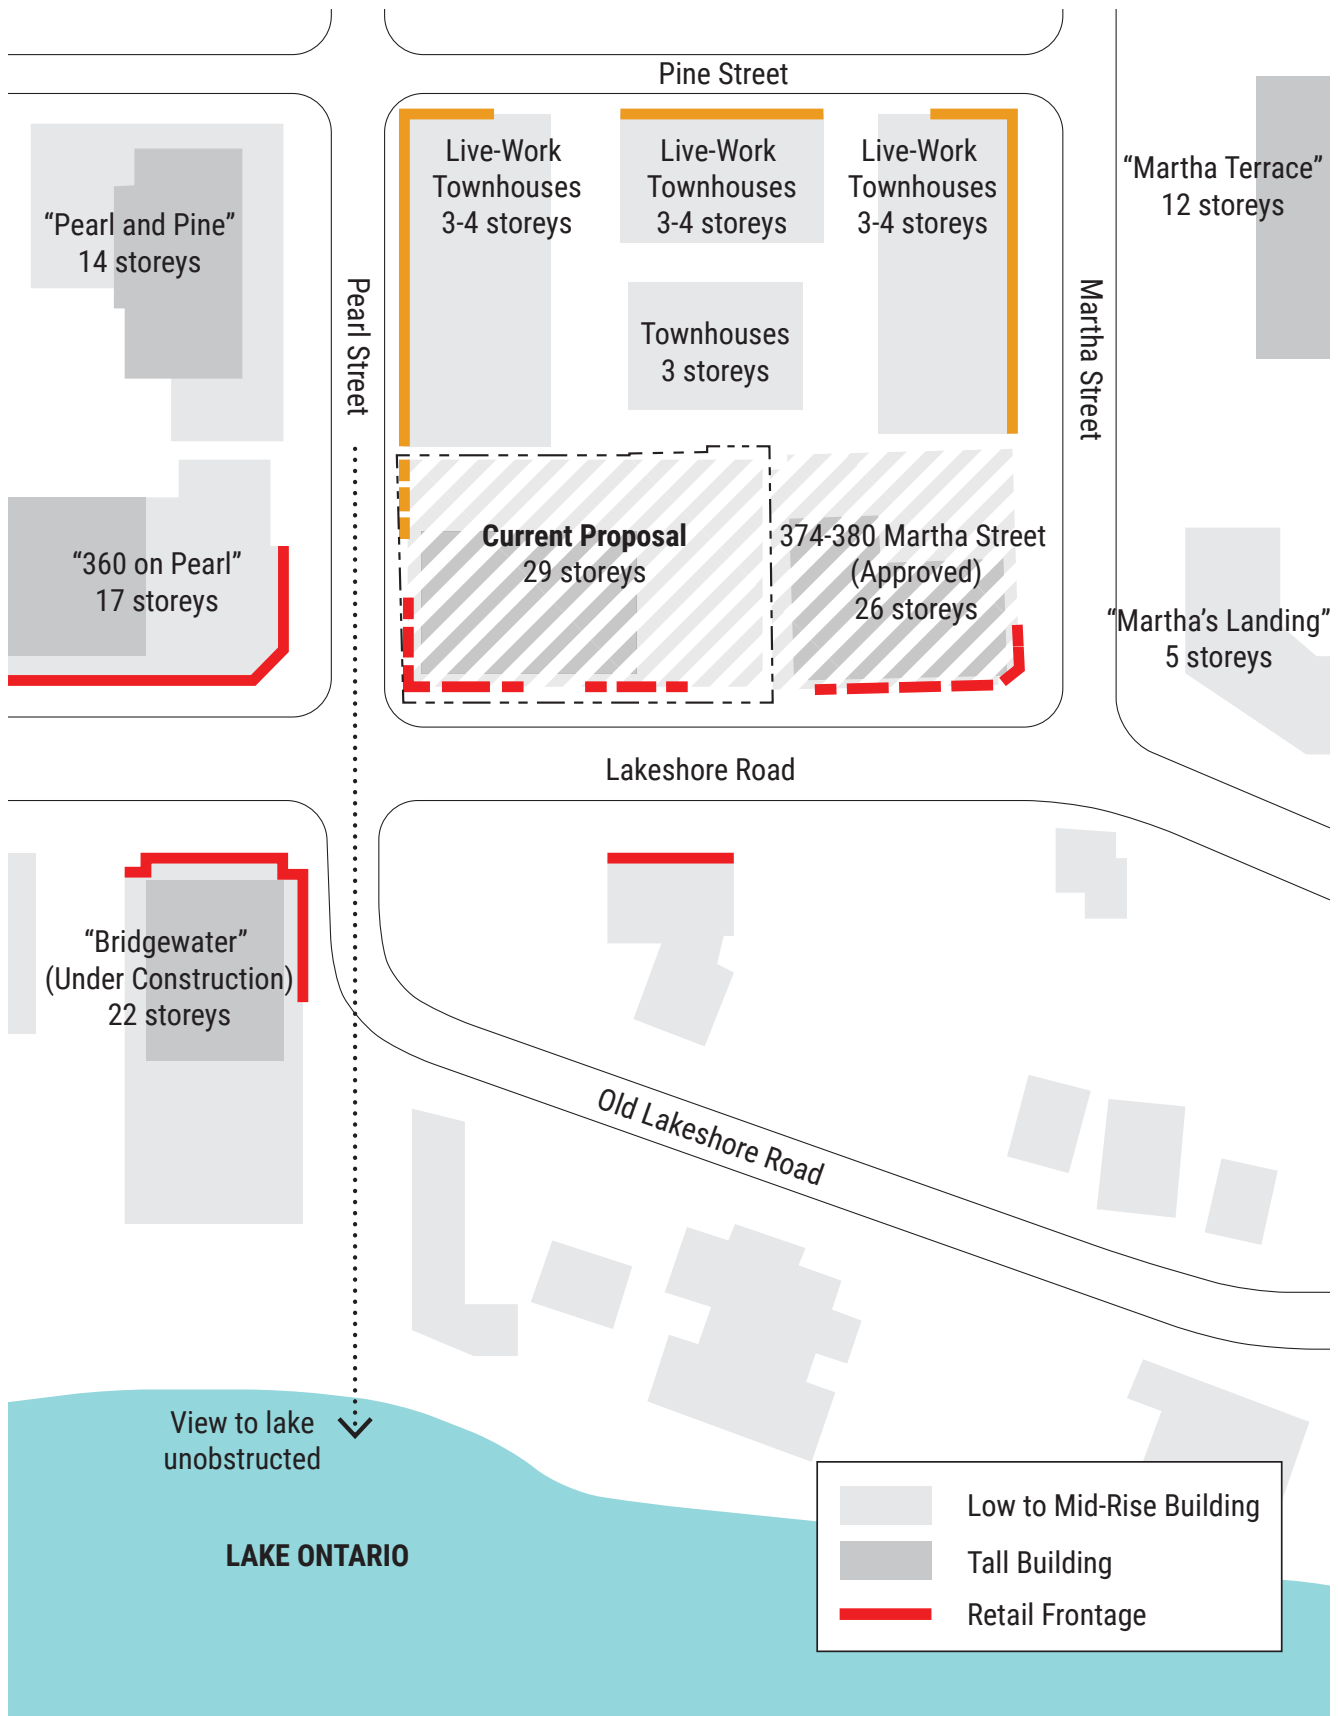 Pine Street
Live-Work
Townhouses
3-4 storeys
Live-Work
Townhouses
3-4 storeys
Live-Work
Townhouses
3-4 storeys
“Martha Terrace”
12 storeys
“Pearl and Pine”
14 storeys
Pearl Street
Martha Street
Townhouses
3 storeys
“360 on Pearl”
17 storeys
Current Proposal
29 storeys
374-380 Martha Street
(Approved)
26 storeys
“Martha’s Landing”
5 storeys
Lakeshore Road
“Bridgewater”
(Under Construction)
22 storeys
Old Lakeshore Road
View to lake
unobstructed
LAKE ONTARIO
Low to Mid-Rise Building
Tall Building
Retail Frontage